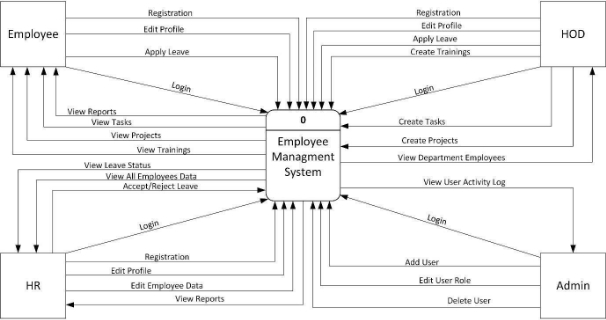 Registration
Edit Profile
Employee
Apply Leave
Login
View Reports
View Tasks
View Projects
View Trainings
Registration
Edit Profile
HOD
Apply Leave
Create Trainings
Login
Create Tasks
Create Projects
View Department Employees
0
Employee
Managment
System
View Leave Status
View All Employees Data
Accept/Reject Leave
Login
HR
Registration
Edit Profile
Edit Employee Data
View Reports
View User Activity Log
Login
Add User
Edit User Role
Admin
Delete User